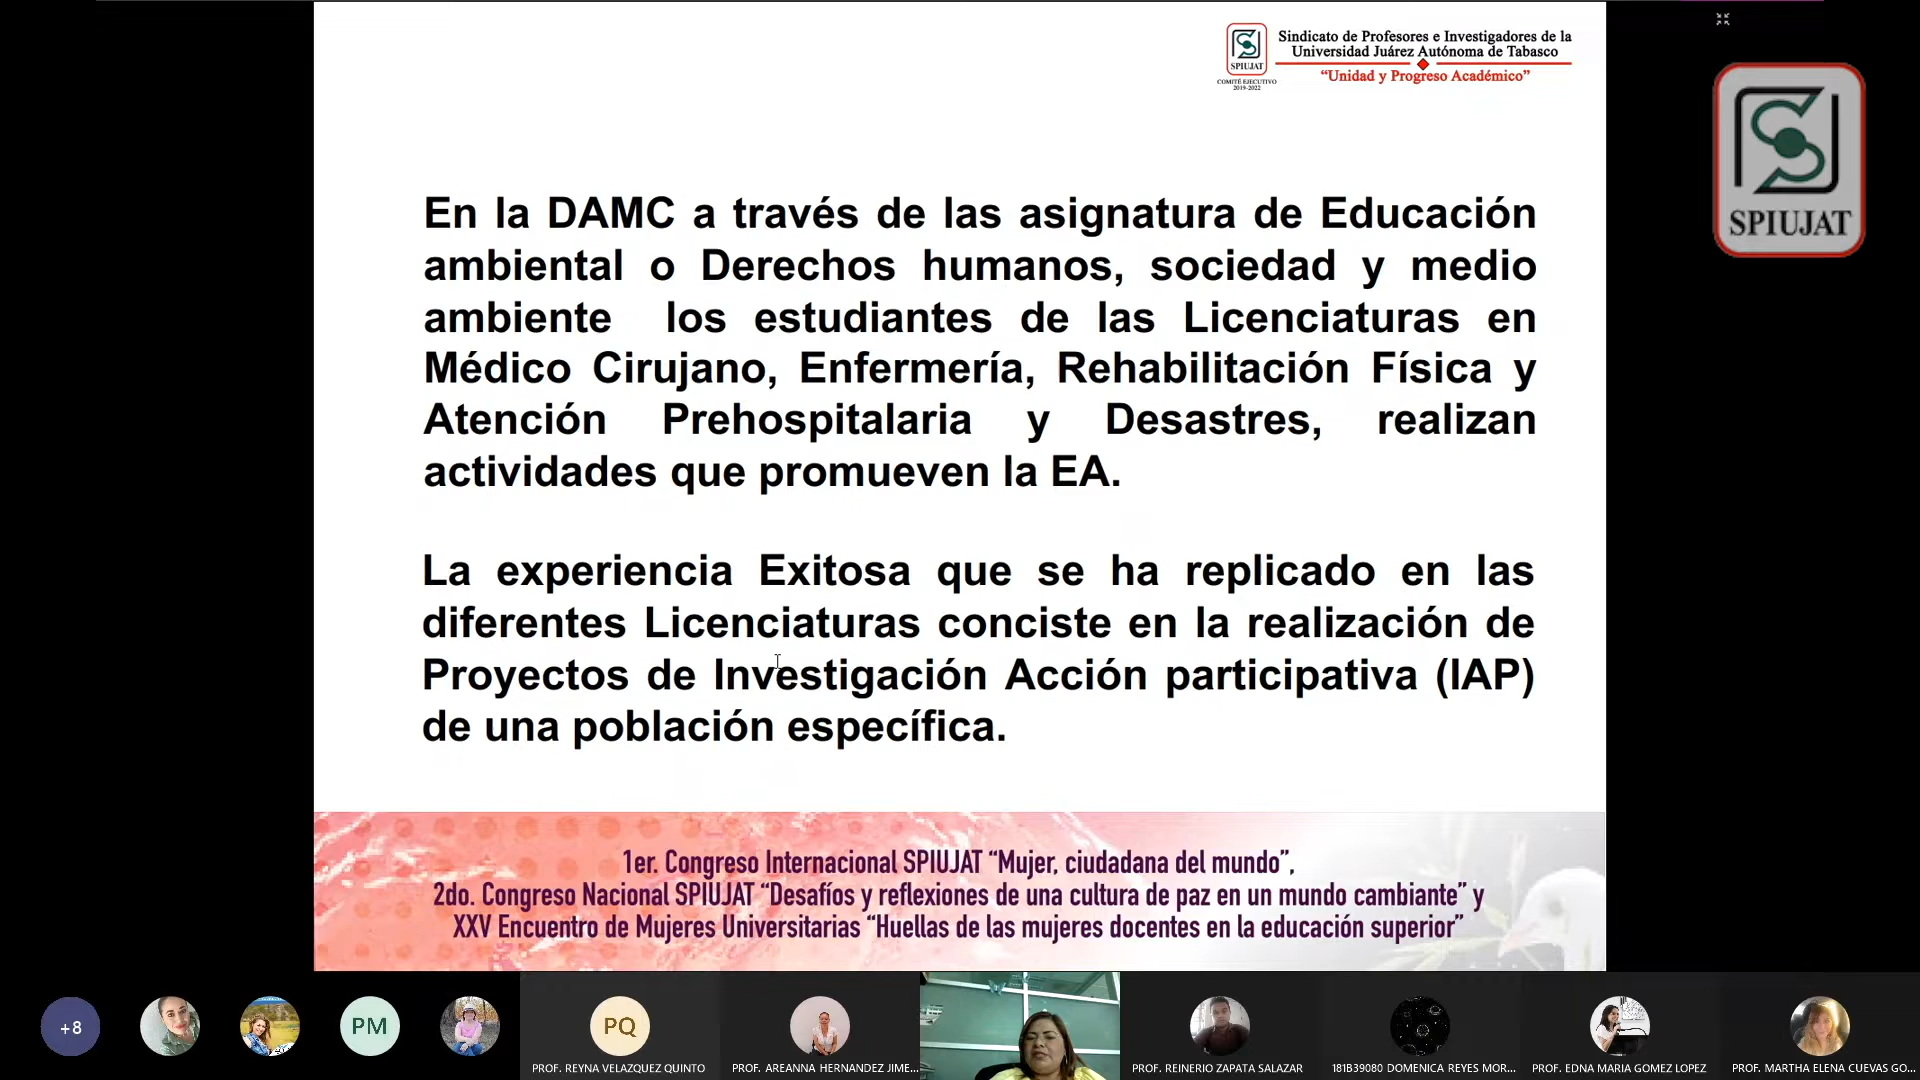 Sindicato de Profesores e Investigadores de la
Universidad Juárez Autónoma de Tabasco
“Unidad y Progreso Académico”
SPIUJAT
COMITÉ EJECUTIVO
2019-2022
SPIUJAT
En la DAMC a través de las asignatura de Educación
ambiental o Derechos humanos, sociedad y medio
ambiente los estudiantes de las Licenciaturas en
Médico Cirujano, Enfermería, Rehabilitación Física y
Atención Prehospitalaria y Desastres, realizan
actividades que promueven la EA.
La experiencia Exitosa que se ha replicado en las
diferentes Licenciaturas conciste en la realización de
Proyectos de Investigación Acción participativa (IAP)
de una población específica.
1er. Congreso Internacional SPIUJAT “Mujer, ciudadana del mundo”,
2do. Congreso Nacional SPIUJAT “Desafíos y reflexiones de una cultura de paz en un mundo cambiante” y
XXV Encuentro de Mujeres Universitarias “Huellas de las mujeres docentes en la educación superior”
+8
PM
PQ
PROF. REYNA VELAZQUEZ QUINTO
PROF. AREANNA HERNANDEZ JIME...
PROF. REINERIO ZAPATA SALAZAR
181B39080 DOMENICA REYES MOR...
PROF. EDNA MARIA GOMEZ LOPEZ
PROF. MARTHA ELENA CUEVAS GO...